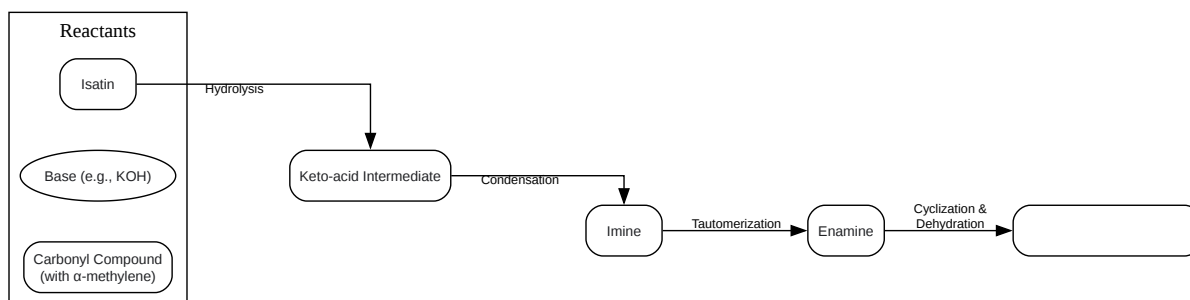 Reactants
Isatin
Hydrolysis
Base (e.g., KOH)
Keto-acid Intermediate
Condensation
Carbonyl Compound
(with α-methylene)
Imine
Tautomerization
Enamine
Cyclization &
Dehydration